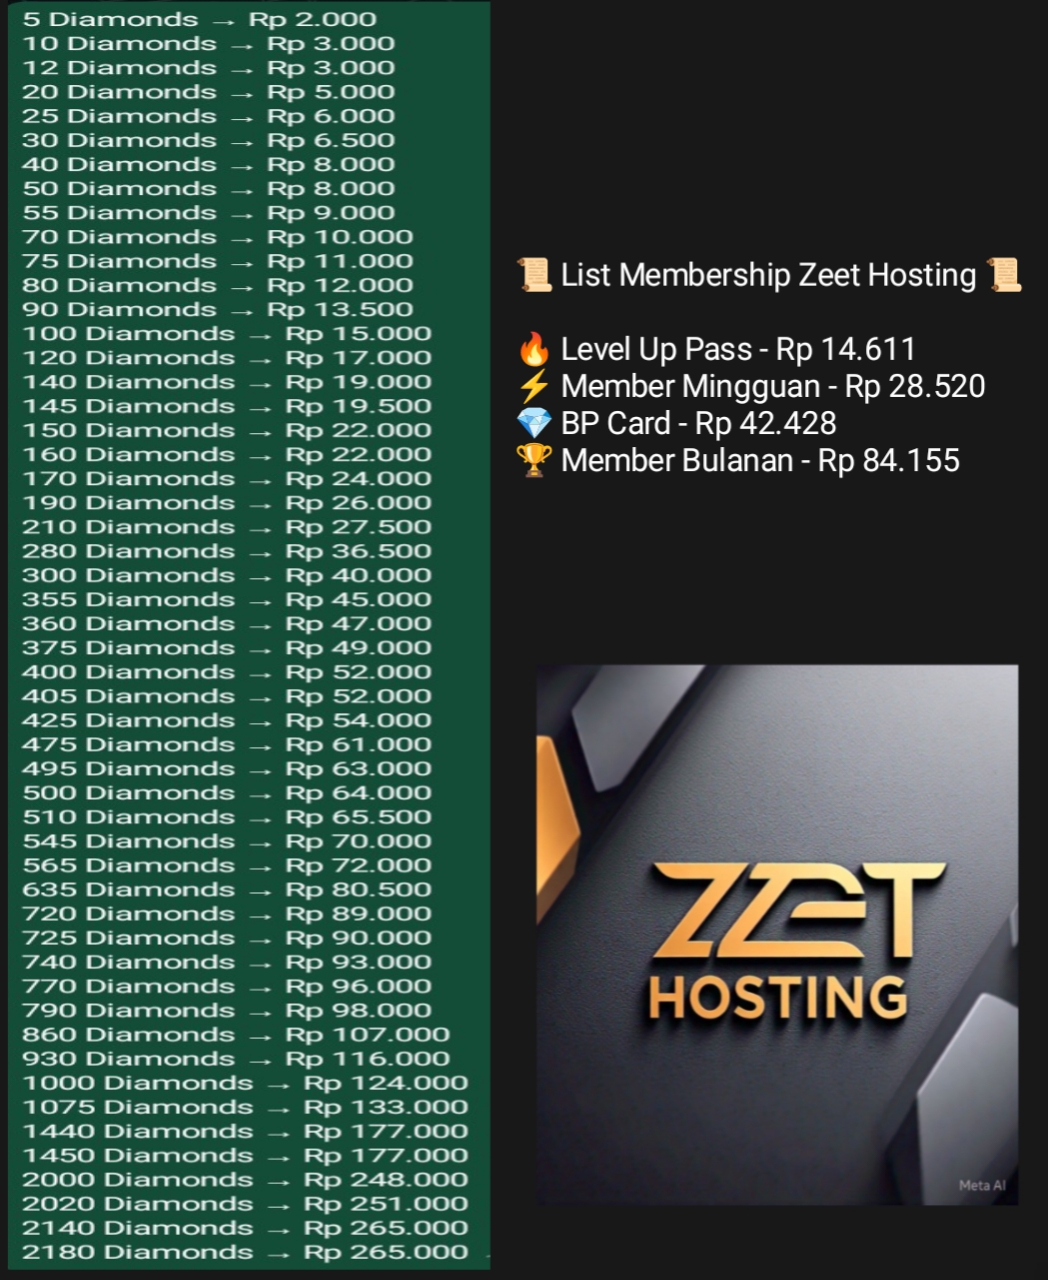 5 Diamonds → Rp 2.000
10 Diamonds → Rp 3.000
12 Diamonds → Rp 3.000
20 Diamonds → Rp 5.000
25 Diamonds → Rp 6.000
30 Diamonds → Rp 6.500
40 Diamonds → Rp 8.000
50 Diamonds → Rp 8.000
55 Diamonds → Rp 9.000
70 Diamonds → Rp 10.000
75 Diamonds → Rp 11.000
80 Diamonds → Rp 12.000
90 Diamonds → Rp 13.500
100 Diamonds → Rp 15.000
120 Diamonds → Rp 17.000
140 Diamonds → Rp 19.000
145 Diamonds → Rp 19.500
150 Diamonds → Rp 22.000
160 Diamonds → Rp 22.000
170 Diamonds → Rp 24.000
190 Diamonds → Rp 26.000
210 Diamonds → Rp 27.500
280 Diamonds → Rp 36.500
300 Diamonds → Rp 40.000
355 Diamonds → Rp 45.000
360 Diamonds → Rp 47.000
375 Diamonds → Rp 49.000
400 Diamonds → Rp 52.000
405 Diamonds → Rp 52.000
425 Diamonds → Rp 54.000
475 Diamonds → Rp 61.000
495 Diamonds → Rp 63.000
500 Diamonds → Rp 64.000
510 Diamonds → Rp 65.500
545 Diamonds → Rp 70.000
565 Diamonds → Rp 72.000
635 Diamonds → Rp 80.500
720 Diamonds → Rp 89.000
725 Diamonds → Rp 90.000
740 Diamonds → Rp 93.000
770 Diamonds → Rp 96.000
790 Diamonds → Rp 98.000
860 Diamonds → Rp 107.000
930 Diamonds → Rp 116.000
1000 Diamonds → Rp 124.000
1075 Diamonds → Rp 133.000
1440 Diamonds → Rp 177.000
1450 Diamonds → Rp 177.000
2000 Diamonds → Rp 248.000
2020 Diamonds → Rp 251.000
2140 Diamonds → Rp 265.000
2180 Diamonds → Rp 265.000
📜 List Membership Zeet Hosting 📜
🔥 Level Up Pass - Rp 14.611
⚡ Member Mingguan - Rp 28.520
💎 BP Card - Rp 42.428
🏆 Member Bulanan - Rp 84.155
ZEET
HOSTING
Meta AI